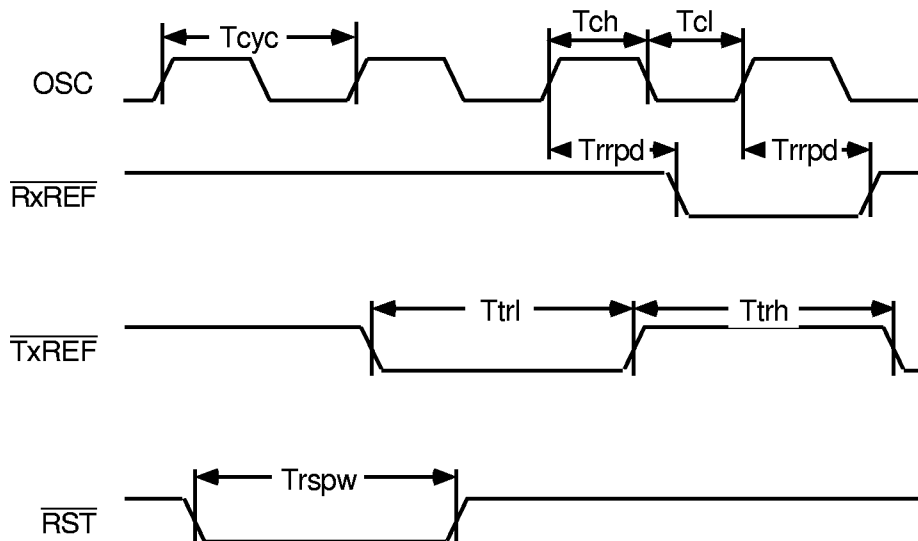 Tch Tcl
Tcyc
OSC
Trrpd Trrpd
RxREF
Ttrl Ttrh
TxREF
Trspw
RST